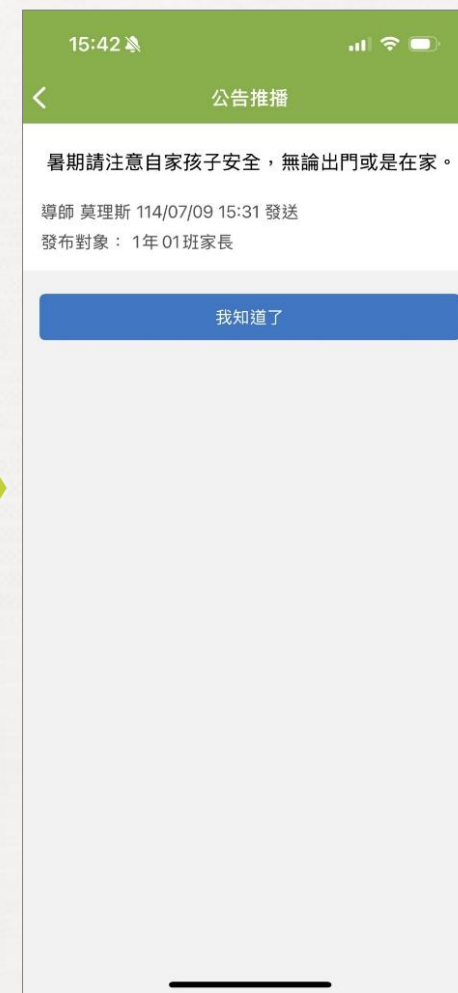 15:42
公告推播
暑期請注意自家孩子安全，無論出門或是在家。
導師 莫理斯 114/07/09 15:31 發送
發布對象： 1年01班家長
我知道了